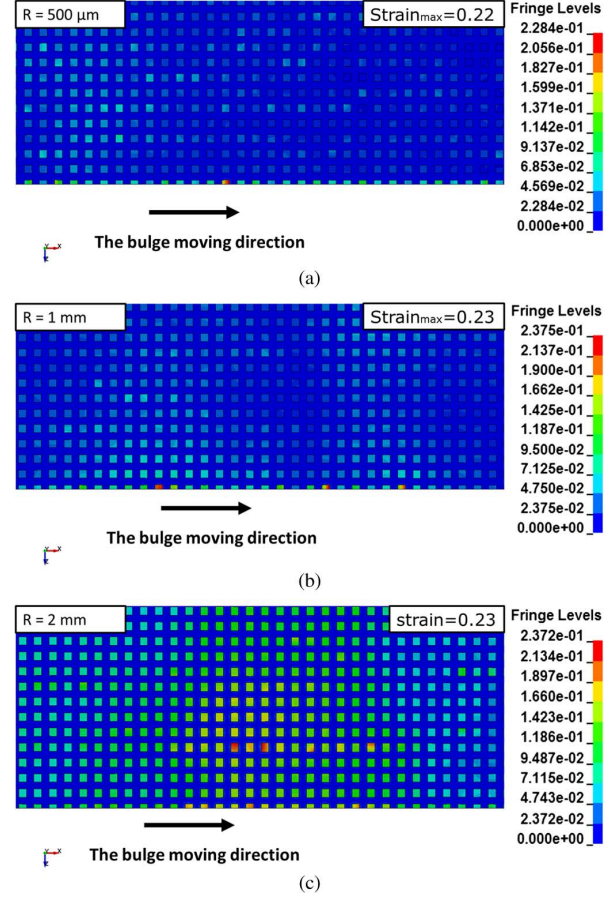 R = 500 µm
Strainmax=0.22
Fringe Levels
2.284e-01
2.056e-01
1.827e-01
1.599e-01
1.371e-01
1.142e-01
9.137e-02
6.853e-02
4.569e-02
2.284e-02
0.000e+00
The bulge moving direction
(a)
R = 1 mm
Strainmax=0.23
Fringe Levels
2.375e-01
2.137e-01
1.900e-01
1.662e-01
1.425e-01
1.187e-01
9.500e-02
7.125e-02
4.750e-02
2.375e-02
0.000e+00
The bulge moving direction
(b)
R = 2 mm
strain=0.23
Fringe Levels
2.372e-01
2.134e-01
1.897e-01
1.660e-01
1.423e-01
1.186e-01
9.487e-02
7.115e-02
4.743e-02
2.372e-02
0.000e+00
The bulge moving direction
(c)